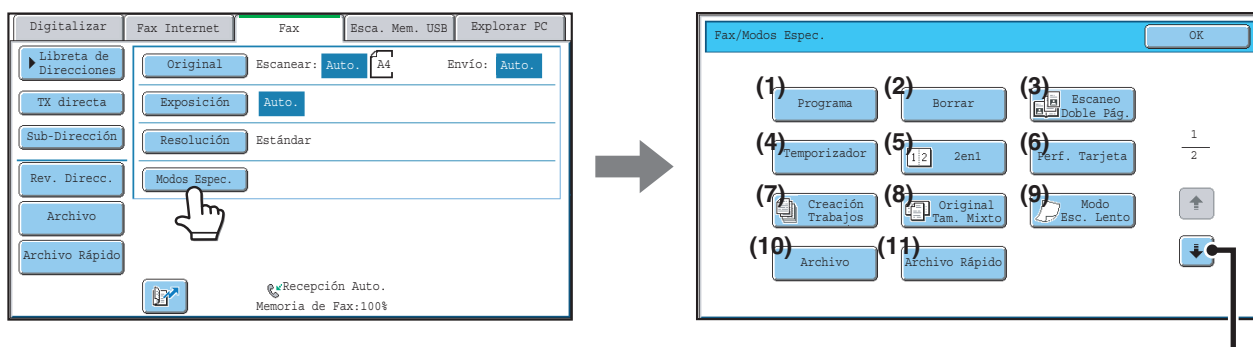 Digitalizar
Fax Internet
Fax
Esca. Mem. USB
Explorar PC
Libreta de
Direcciones
Original
Escanear: Auto. A4
Envío: Auto.
TX directa
Exposición
Auto.
Sub-Dirección
Resolución
Estándar
Rev. Direcc.
Modos Espec.
Archivo
Archivo Rápido
Recepción Auto.
Memoria de Fax:100%
Fax/Modos Espec.
OK
(1)
Programa
(2)
Borrar
(3)
Escaneo
Doble Pág.
(4)
Temporizador
(5)
1 2
2en1
(6)
Perf. Tarjeta
1
2
(7)
Creación
Trabajos
(8)
Original
Tam. Mixto
(9)
Modo
Esc. Lento
(10)
Archivo
(11)
Archivo Rápido